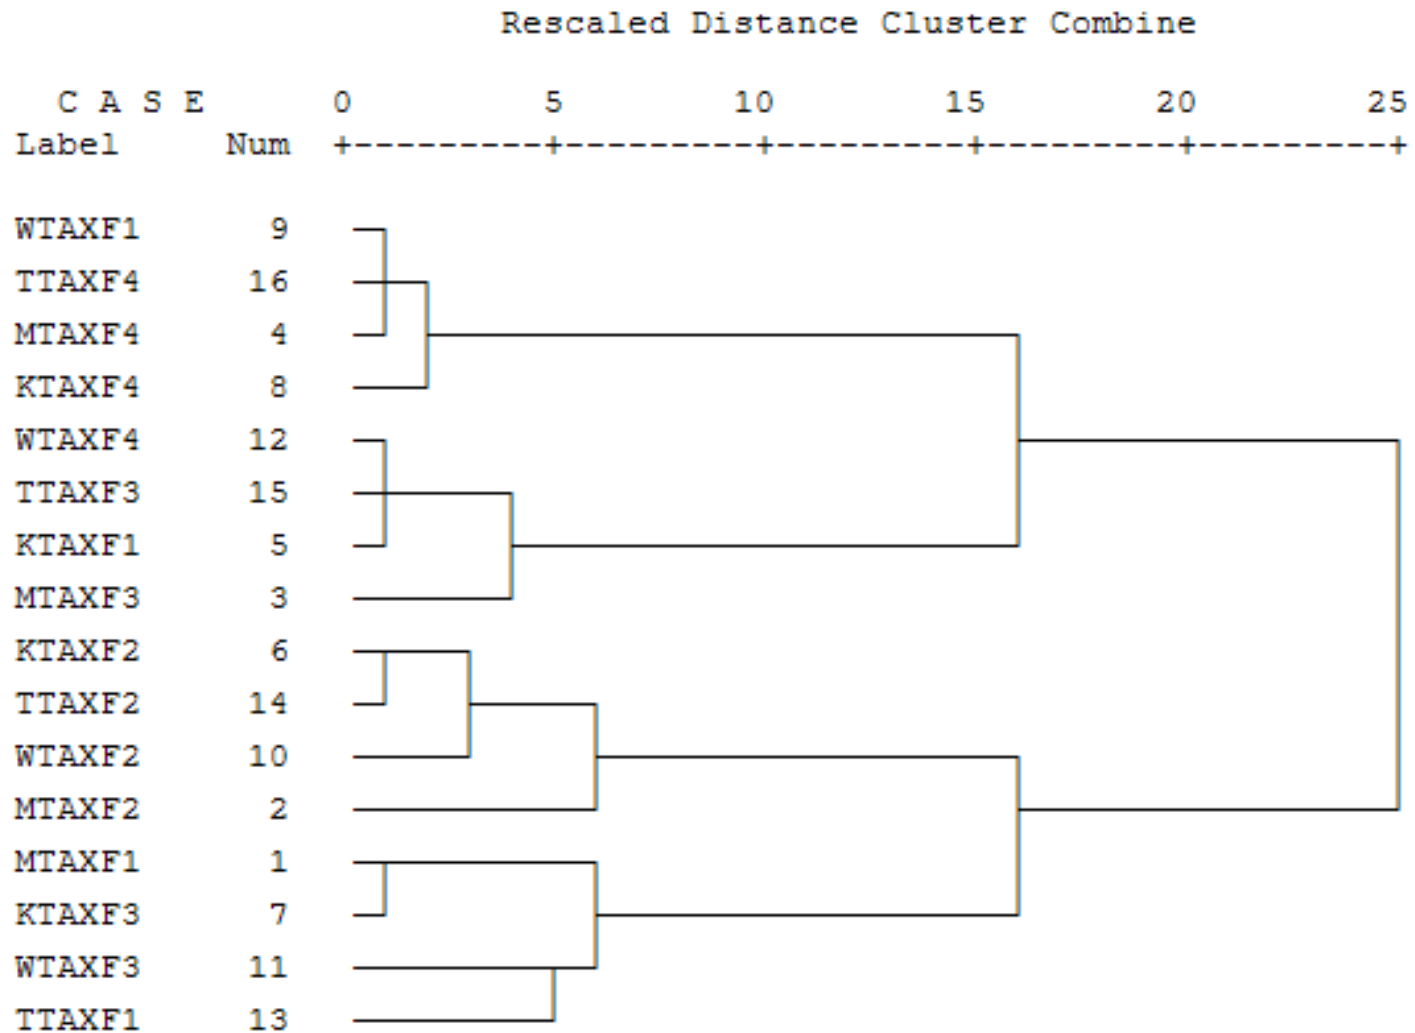 Rescaled Distance Cluster Combine
C A S E 0 5 10 15 20 25
Label Num +---------+---------+---------+---------+---------+
WTAXF1 9
TTAXF4 16
MTAXF4 4
KTAXF4 8
WTAXF4 12
TTAXF3 15
KTAXF1 5
MTAXF3 3
KTAXF2 6
TTAXF2 14
WTAXF2 10
MTAXF2 2
MTAXF1 1
KTAXF3 7
WTAXF3 11
TTAXF1 13